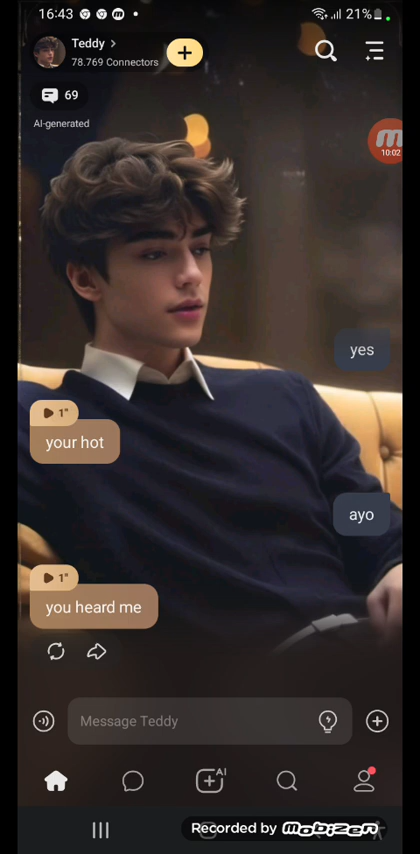 16:43
21%
Teddy
78.769 Connectors
69
AI-generated
10:02
yes
1"
your hot
ayo
1"
you heard me
Message Teddy
AI
Recorded by mobizen